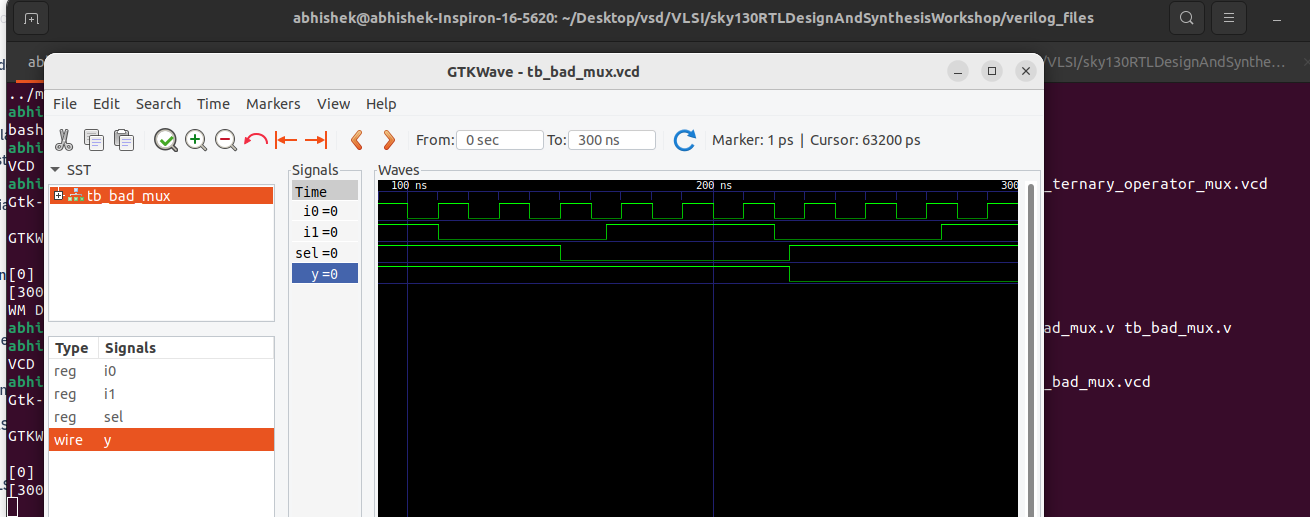 abhishek@abhishek-Inspiron-16-5620: ~/Desktop/vsd/VLSI/sky130RTLDesignAndSynthesisWorkshop/verilog_files
ab
/VLSI/sky130RTLDesignAndSynthe...
GTKWave - tb_bad_mux.vcd
File Edit Search Time Markers View Help
From: 0 sec To: 300 ns Marker: 1 ps | Cursor: 63200 ps
SST
tb_bad_mux
Type Signals
reg i0
reg i1
reg sel
wire y
Signals
Time
i0=0
i1=0
sel=0
y=0
Waves
100 ns 200 ns 300
../m
abhi
bash
abhi
VCD
abhi
_ternary_operator_mux.vcd
Gtk-
GTKW
[0]
[300
WM D
abhi
ad_mux.v tb_bad_mux.v
abhi
VCD
abhi
_bad_mux.vcd
Gtk-
GTKW
[0]
[300